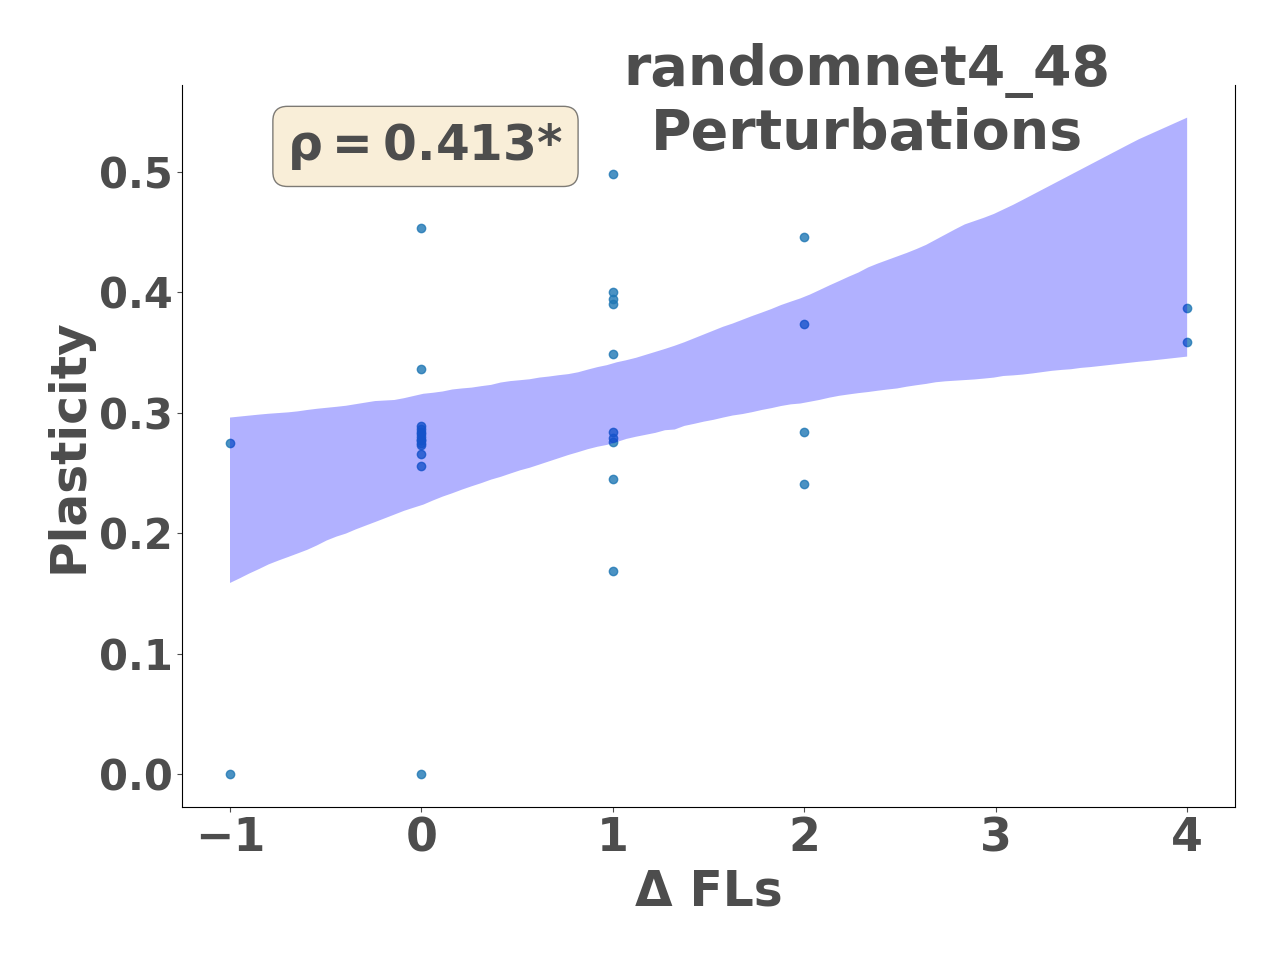 randomnet4_48
Perturbations
ρ = 0.413*
Plasticity
0.5
0.4
0.3
0.2
0.1
0.0
−1 0 1 2 3 4
Δ FLs